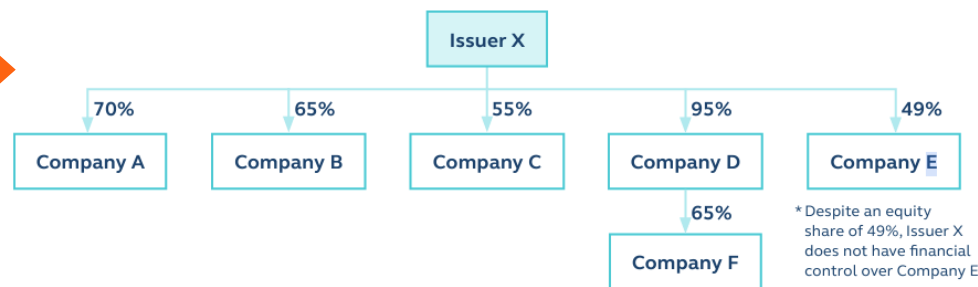 Issuer X
70%
65%
55%
95%
49%
Company A
Company B
Company C
Company D
Company E
65%
* Despite an equity
share of 49%, Issuer X
does not have financial
control over Company E
Company F